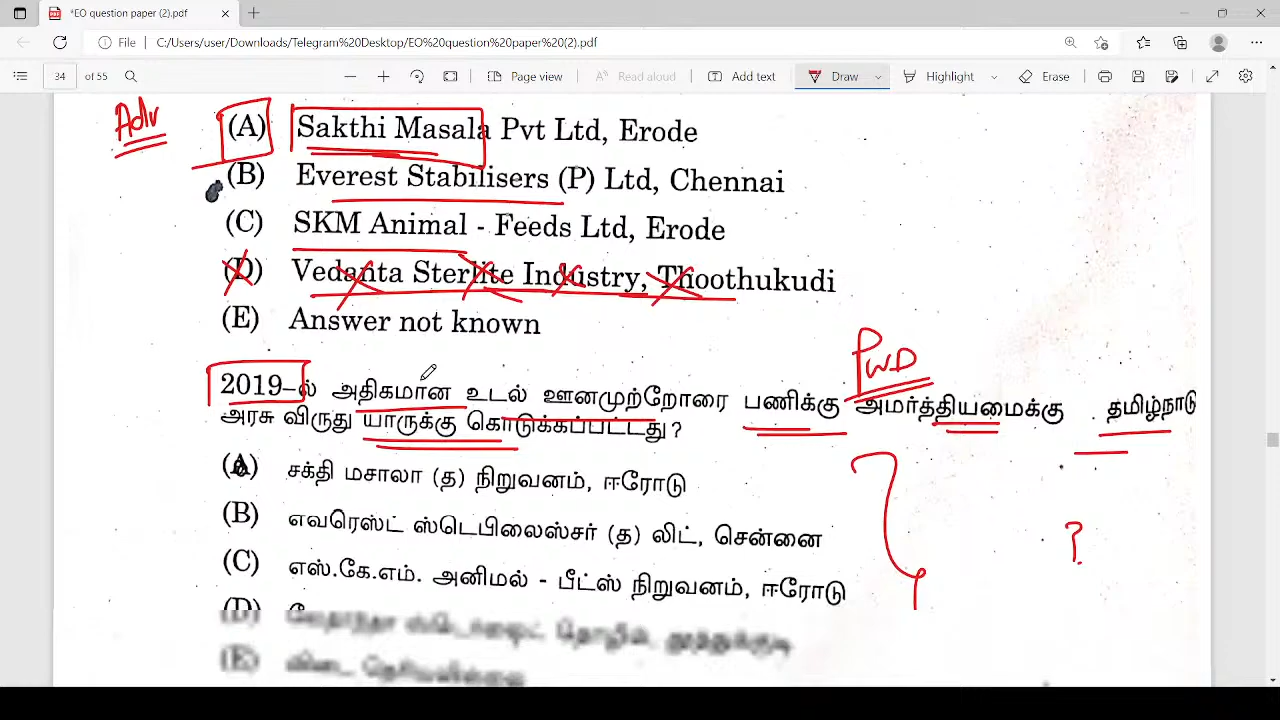 *EO question paper (2).pdf
File C:/Users/user/Downloads/Telegram%20Desktop/EO%20question%20paper%20(2).pdf
34 of 55 Page view Read aloud Add text Draw Highlight Erase
Adv
(A) Sakthi Masala Pvt Ltd, Erode
(B) Everest Stabilisers (P) Ltd, Chennai
(C) SKM Animal - Feeds Ltd, Erode
(D) Vedanta Sterlite Industry, Thoothukudi
(E) Answer not known
PWD
2019–ல் அதிகமான உடல் ஊனமுற்றோரை பணிக்கு அமர்த்தியமைக்கு தமிழ்நாடு
அரசு விருது யாருக்கு கொடுக்கப்பட்டது?
(A) சக்தி மசாலா (த) நிறுவனம், ஈரோடு
?
(B) எவரெஸ்ட் ஸ்டெபிலைஸ்சர் (த) லிட், சென்னை
(C) எஸ்.கே.எம். அனிமல் - பீட்ஸ் நிறுவனம், ஈரோடு
(D)
(E)